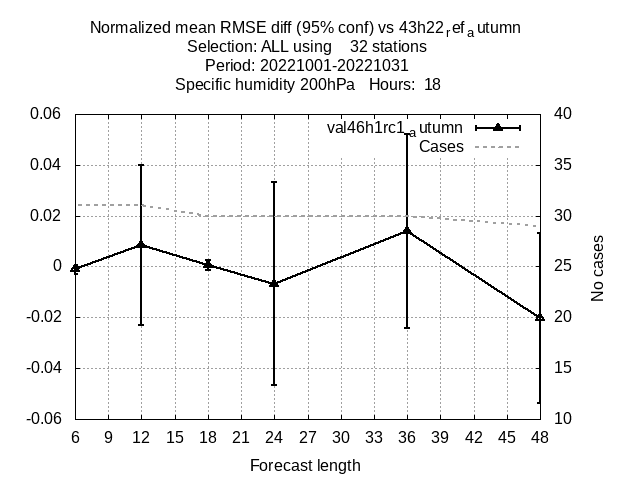 Normalized mean RMSE diff (95% conf) vs 43h22refautumn
Selection: ALL using 32 stations
Period: 20221001-20221031
Specific humidity 200hPa Hours: 18
val46h1rc1autumn
Cases
0.06
0.04
0.02
0
-0.02
-0.04
-0.06
40
35
30
25
20
15
10
No cases
6 9 12 15 18 21 24 27 30 33 36 39 42 45 48
Forecast length